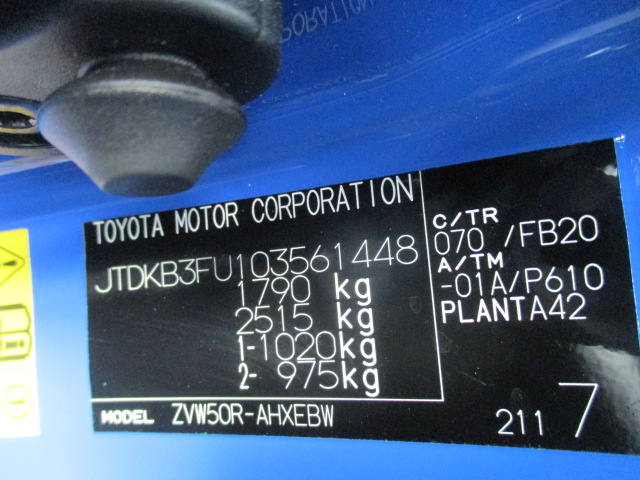 TOYOTA MOTOR CORPORATION
JTDKB3FU103561448
1790 kg
2515 kg
1-1020kg
2- 975kg
C/TR
070 /FB20
A/TM
-01A/P610
PLANTA42
MODEL ZVW50R-AHXEBW
211 7